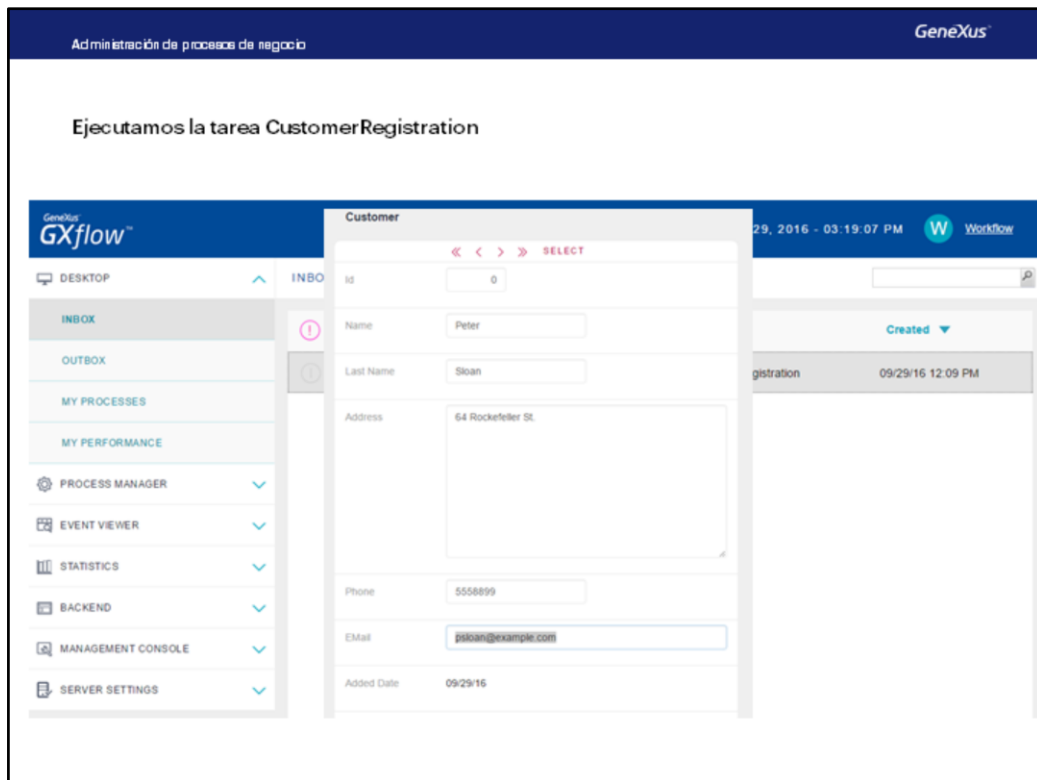 Administración de procesos de negocio
GeneXus™
Ejecutamos la tarea CustomerRegistration
GeneXus™
GXflow™
Customer
29, 2016 - 03:19:07 PM
W
Workflow
SELECT
DESKTOP
INBO
Id
0
INBOX
Name
Peter
Created
OUTBOX
Last Name
Sloan
gistration
09/29/16 12:09 PM
MY PROCESSES
Address
64 Rockefeller St.
MY PERFORMANCE
PROCESS MANAGER
EVENT VIEWER
STATISTICS
BACKEND
Phone
5558899
MANAGEMENT CONSOLE
EMail
psloan@example.com
SERVER SETTINGS
Added Date
09/29/16